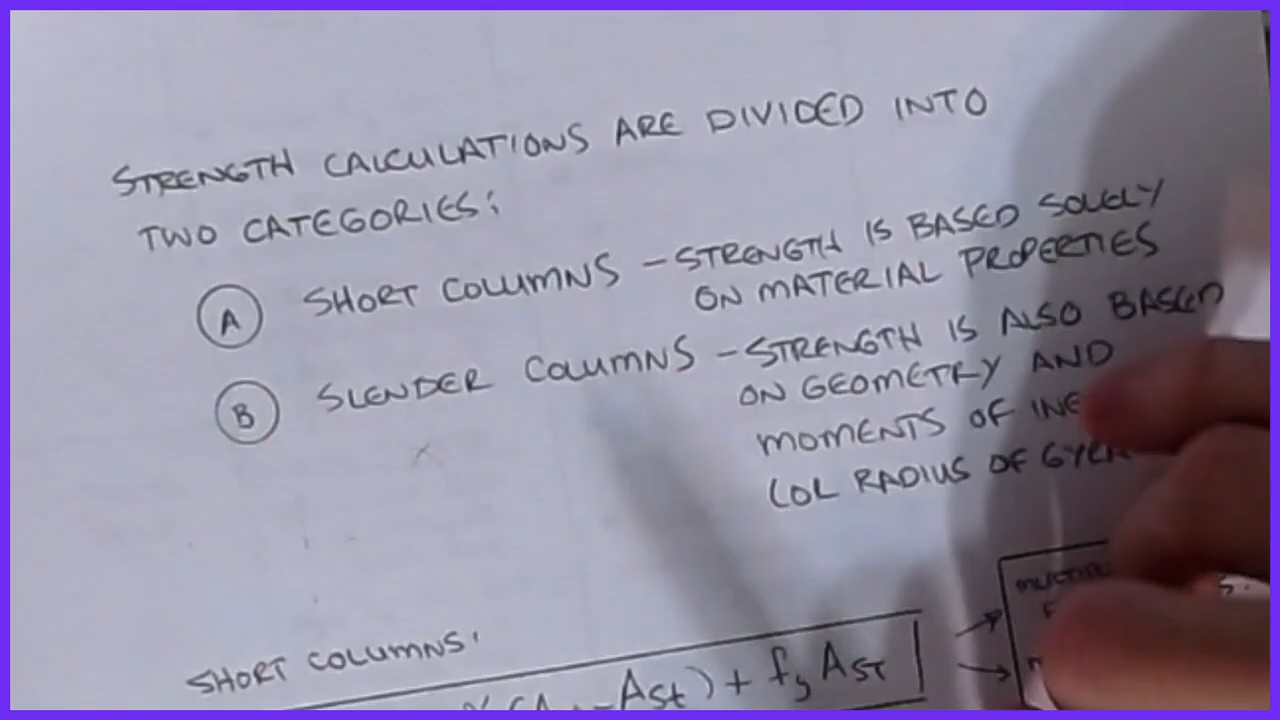 STRENGTH CALCULATIONS ARE DIVIDED INTO
TWO CATEGORIES:
A SHORT COLUMNS - STRENGTH IS BASED SOLELY
ON MATERIAL PROPERTIES
B SLENDER COLUMNS - STRENGTH IS ALSO BASED
ON GEOMETRY AND
MOMENTS OF
(OR RADIUS OF
SHORT COLUMNS:
Ast) + fy AST